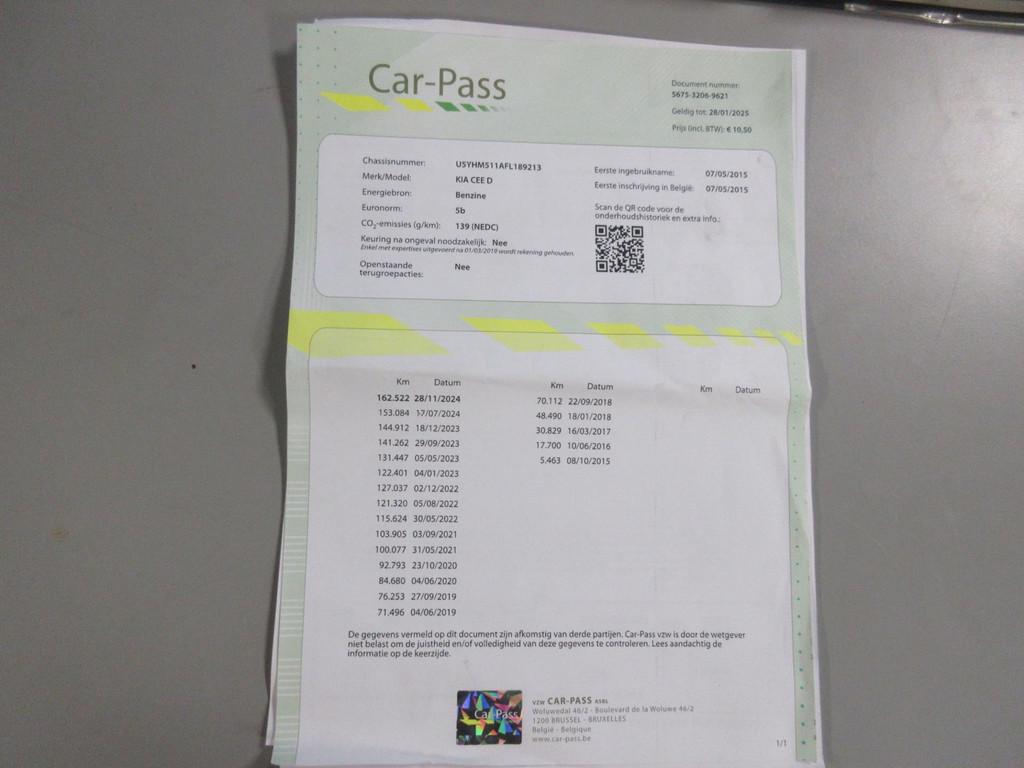 Car-Pass
Document nummer:
5675-3206-9621
Geldig tot: 28/01/2025
Prijs (incl. BTW): € 10,50
Chassisnummer: U5YHM511AFL189213
Merk/Model: KIA CEE D
Energiebron: Benzine
Euronorm: 5b
CO₂-emissies (g/km): 139 (NEDC)
Keuring na ongeval noodzakelijk: Nee
Enkel met expertises uitgevoerd na 01/03/2019 wordt rekening gehouden.
Openstaande
terugroepacties: Nee
Eerste ingebruikname: 07/05/2015
Eerste inschrijving in België: 07/05/2015
Scan de QR code voor de
onderhoudshistoriek en extra info.:
Km Datum
162.522 28/11/2024
153.084 17/07/2024
144.912 18/12/2023
141.262 29/09/2023
131.447 05/05/2023
122.401 04/01/2023
127.037 02/12/2022
121.320 05/08/2022
115.624 30/05/2022
103.905 03/09/2021
100.077 31/05/2021
92.793 23/10/2020
84.680 04/06/2020
76.253 27/09/2019
71.496 04/06/2019
Km Datum
70.112 22/09/2018
48.490 18/01/2018
30.829 16/03/2017
17.700 10/06/2016
5.463 08/10/2015
Km Datum
De gegevens vermeld op dit document zijn afkomstig van derde partijen. Car-Pass vzw is door de wetgever
niet belast om de juistheid en/of volledigheid van deze gegevens te controleren. Lees aandachtig de
informatie op de keerzijde.
Car-Pass
VZW CAR-PASS ASBL
Woluwedal 46/2 - Boulevard de la Woluwe 46/2
1200 BRUSSEL - BRUXELLES
België - Belgique
www.car-pass.be
1/1